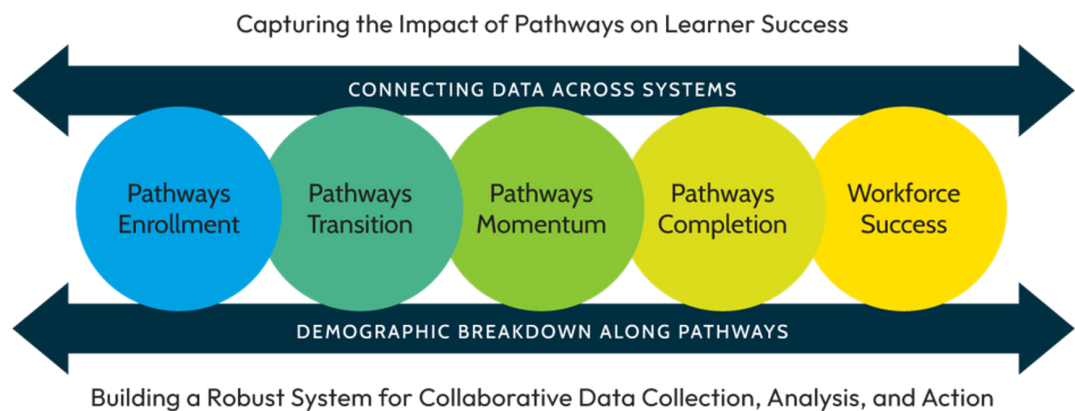 Capturing the Impact of Pathways on Learner Success
CONNECTING DATA ACROSS SYSTEMS
Pathways
Enrollment
Pathways
Transition
Pathways
Momentum
Pathways
Completion
Workforce
Success
DEMOGRAPHIC BREAKDOWN ALONG PATHWAYS
Building a Robust System for Collaborative Data Collection, Analysis, and Action